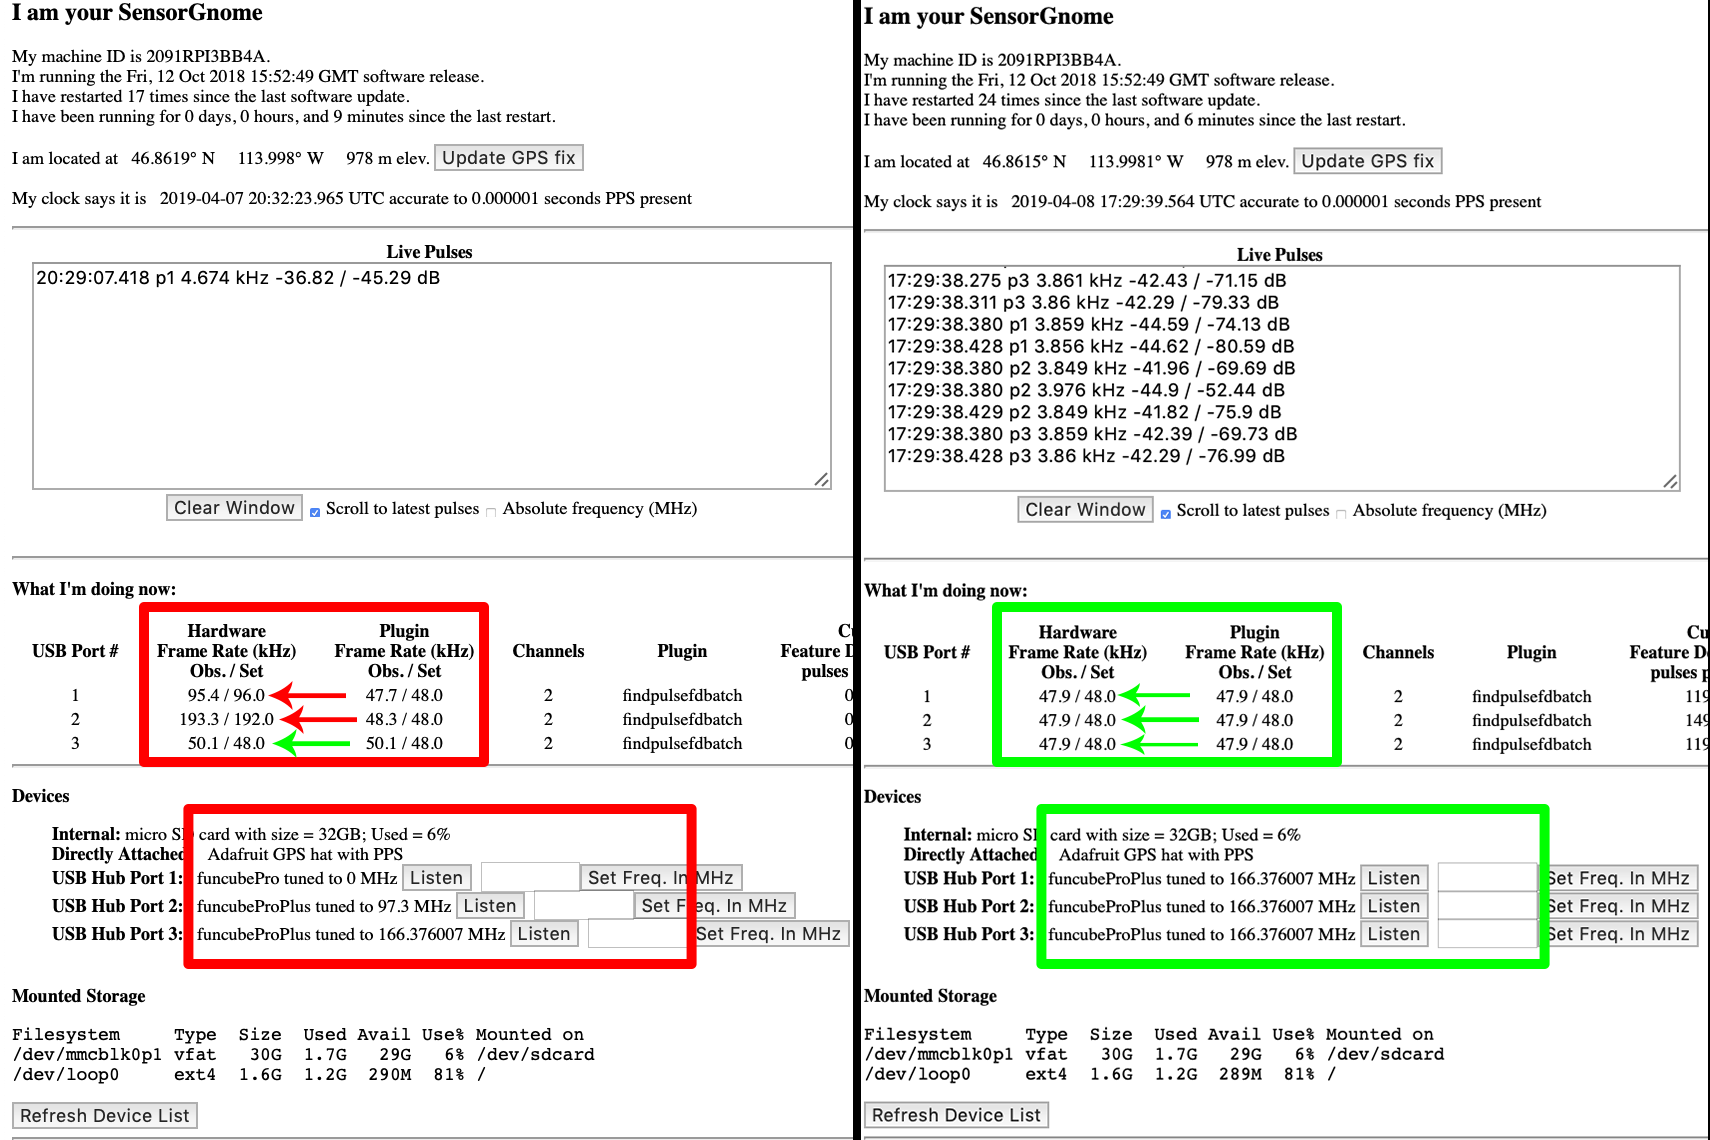 I am your SensorGnome
My machine ID is 2091RPI3BB4A.
I'm running the Fri, 12 Oct 2018 15:52:49 GMT software release.
I have restarted 17 times since the last software update.
I have been running for 0 days, 0 hours, and 9 minutes since the last restart.
I am located at 46.8619° N 113.998° W 978 m elev. Update GPS fix
My clock says it is 2019-04-07 20:32:23.965 UTC accurate to 0.000001 seconds PPS present
Live Pulses
20:29:07.418 p1 4.674 kHz -36.82 / -45.29 dB
Clear Window Scroll to latest pulses Absolute frequency (MHz)
What I'm doing now:
USB Port # Hardware Frame Rate (kHz) Obs. / Set Plugin Frame Rate (kHz) Obs. / Set Channels Plugin Feature pulses
1 95.4 / 96.0 47.7 / 48.0 2 findpulsefdbatch 0
2 193.3 / 192.0 48.3 / 48.0 2 findpulsefdbatch 0
3 50.1 / 48.0 50.1 / 48.0 2 findpulsefdbatch 0
Devices
Internal: micro SD card with size = 32GB; Used = 6%
Directly Attached Adafruit GPS hat with PPS
USB Hub Port 1: funcubePro tuned to 0 MHz Listen Set Freq. In MHz
USB Hub Port 2: funcubeProPlus tuned to 97.3 MHz Listen Set Freq. In MHz
USB Hub Port 3: funcubeProPlus tuned to 166.376007 MHz Listen Set Freq. In MHz
Mounted Storage
Filesystem Type Size Used Avail Use% Mounted on
/dev/mmcblk0p1 vfat 30G 1.7G 29G 6% /dev/sdcard
/dev/loop0 ext4 1.6G 1.2G 290M 81% /
Refresh Device List
I am your SensorGnome
My machine ID is 2091RPI3BB4A.
I'm running the Fri, 12 Oct 2018 15:52:49 GMT software release.
I have restarted 24 times since the last software update.
I have been running for 0 days, 0 hours, and 6 minutes since the last restart.
I am located at 46.8615° N 113.9981° W 978 m elev. Update GPS fix
My clock says it is 2019-04-08 17:29:39.564 UTC accurate to 0.000001 seconds PPS present
Live Pulses
17:29:38.275 p3 3.861 kHz -42.43 / -71.15 dB
17:29:38.311 p3 3.86 kHz -42.29 / -79.33 dB
17:29:38.380 p1 3.859 kHz -44.59 / -74.13 dB
17:29:38.428 p1 3.856 kHz -44.62 / -80.59 dB
17:29:38.380 p2 3.849 kHz -41.96 / -69.69 dB
17:29:38.380 p2 3.976 kHz -44.9 / -52.44 dB
17:29:38.429 p2 3.849 kHz -41.82 / -75.9 dB
17:29:38.380 p3 3.859 kHz -42.39 / -69.73 dB
17:29:38.428 p3 3.86 kHz -42.29 / -76.99 dB
Clear Window Scroll to latest pulses Absolute frequency (MHz)
What I'm doing now:
USB Port # Hardware Frame Rate (kHz) Obs. / Set Plugin Frame Rate (kHz) Obs. / Set Channels Plugin Feature pulses
1 47.9 / 48.0 47.9 / 48.0 2 findpulsefdbatch 119
2 47.9 / 48.0 47.9 / 48.0 2 findpulsefdbatch 149
3 47.9 / 48.0 47.9 / 48.0 2 findpulsefdbatch 119
Devices
Internal: micro SD card with size = 32GB; Used = 6%
Directly Attached Adafruit GPS hat with PPS
USB Hub Port 1: funcubeProPlus tuned to 166.376007 MHz Listen Set Freq. In MHz
USB Hub Port 2: funcubeProPlus tuned to 166.376007 MHz Listen Set Freq. In MHz
USB Hub Port 3: funcubeProPlus tuned to 166.376007 MHz Listen Set Freq. In MHz
Mounted Storage
Filesystem Type Size Used Avail Use% Mounted on
/dev/mmcblk0p1 vfat 30G 1.7G 29G 6% /dev/sdcard
/dev/loop0 ext4 1.6G 1.2G 289M 81% /
Refresh Device List